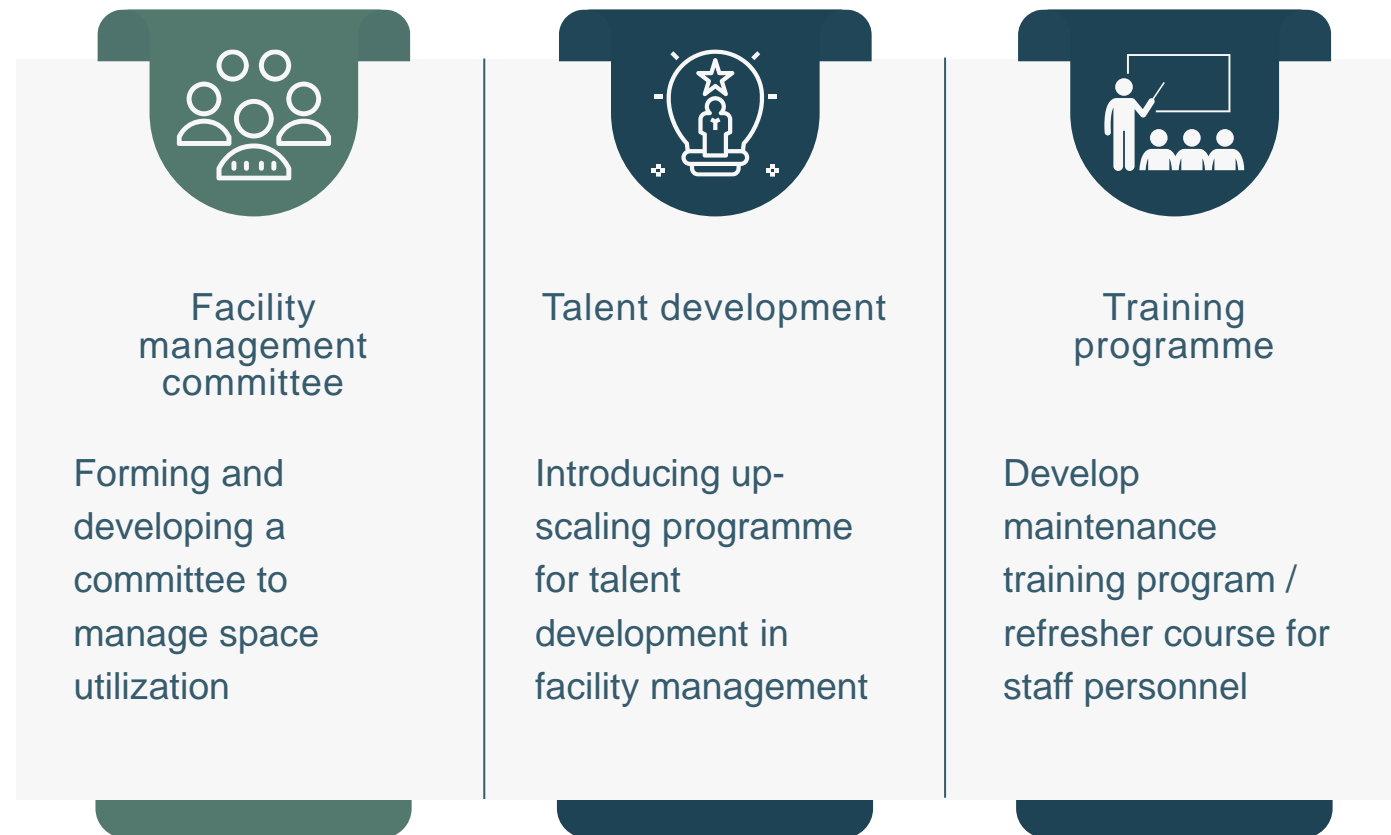 Facility
management
committee
Forming and
developing a
committee to
manage space
utilization
Talent development
Introducing up-
scaling programme
for talent
development in
facility management
Training
programme
Develop
maintenance
training program /
refresher course for
staff personnel